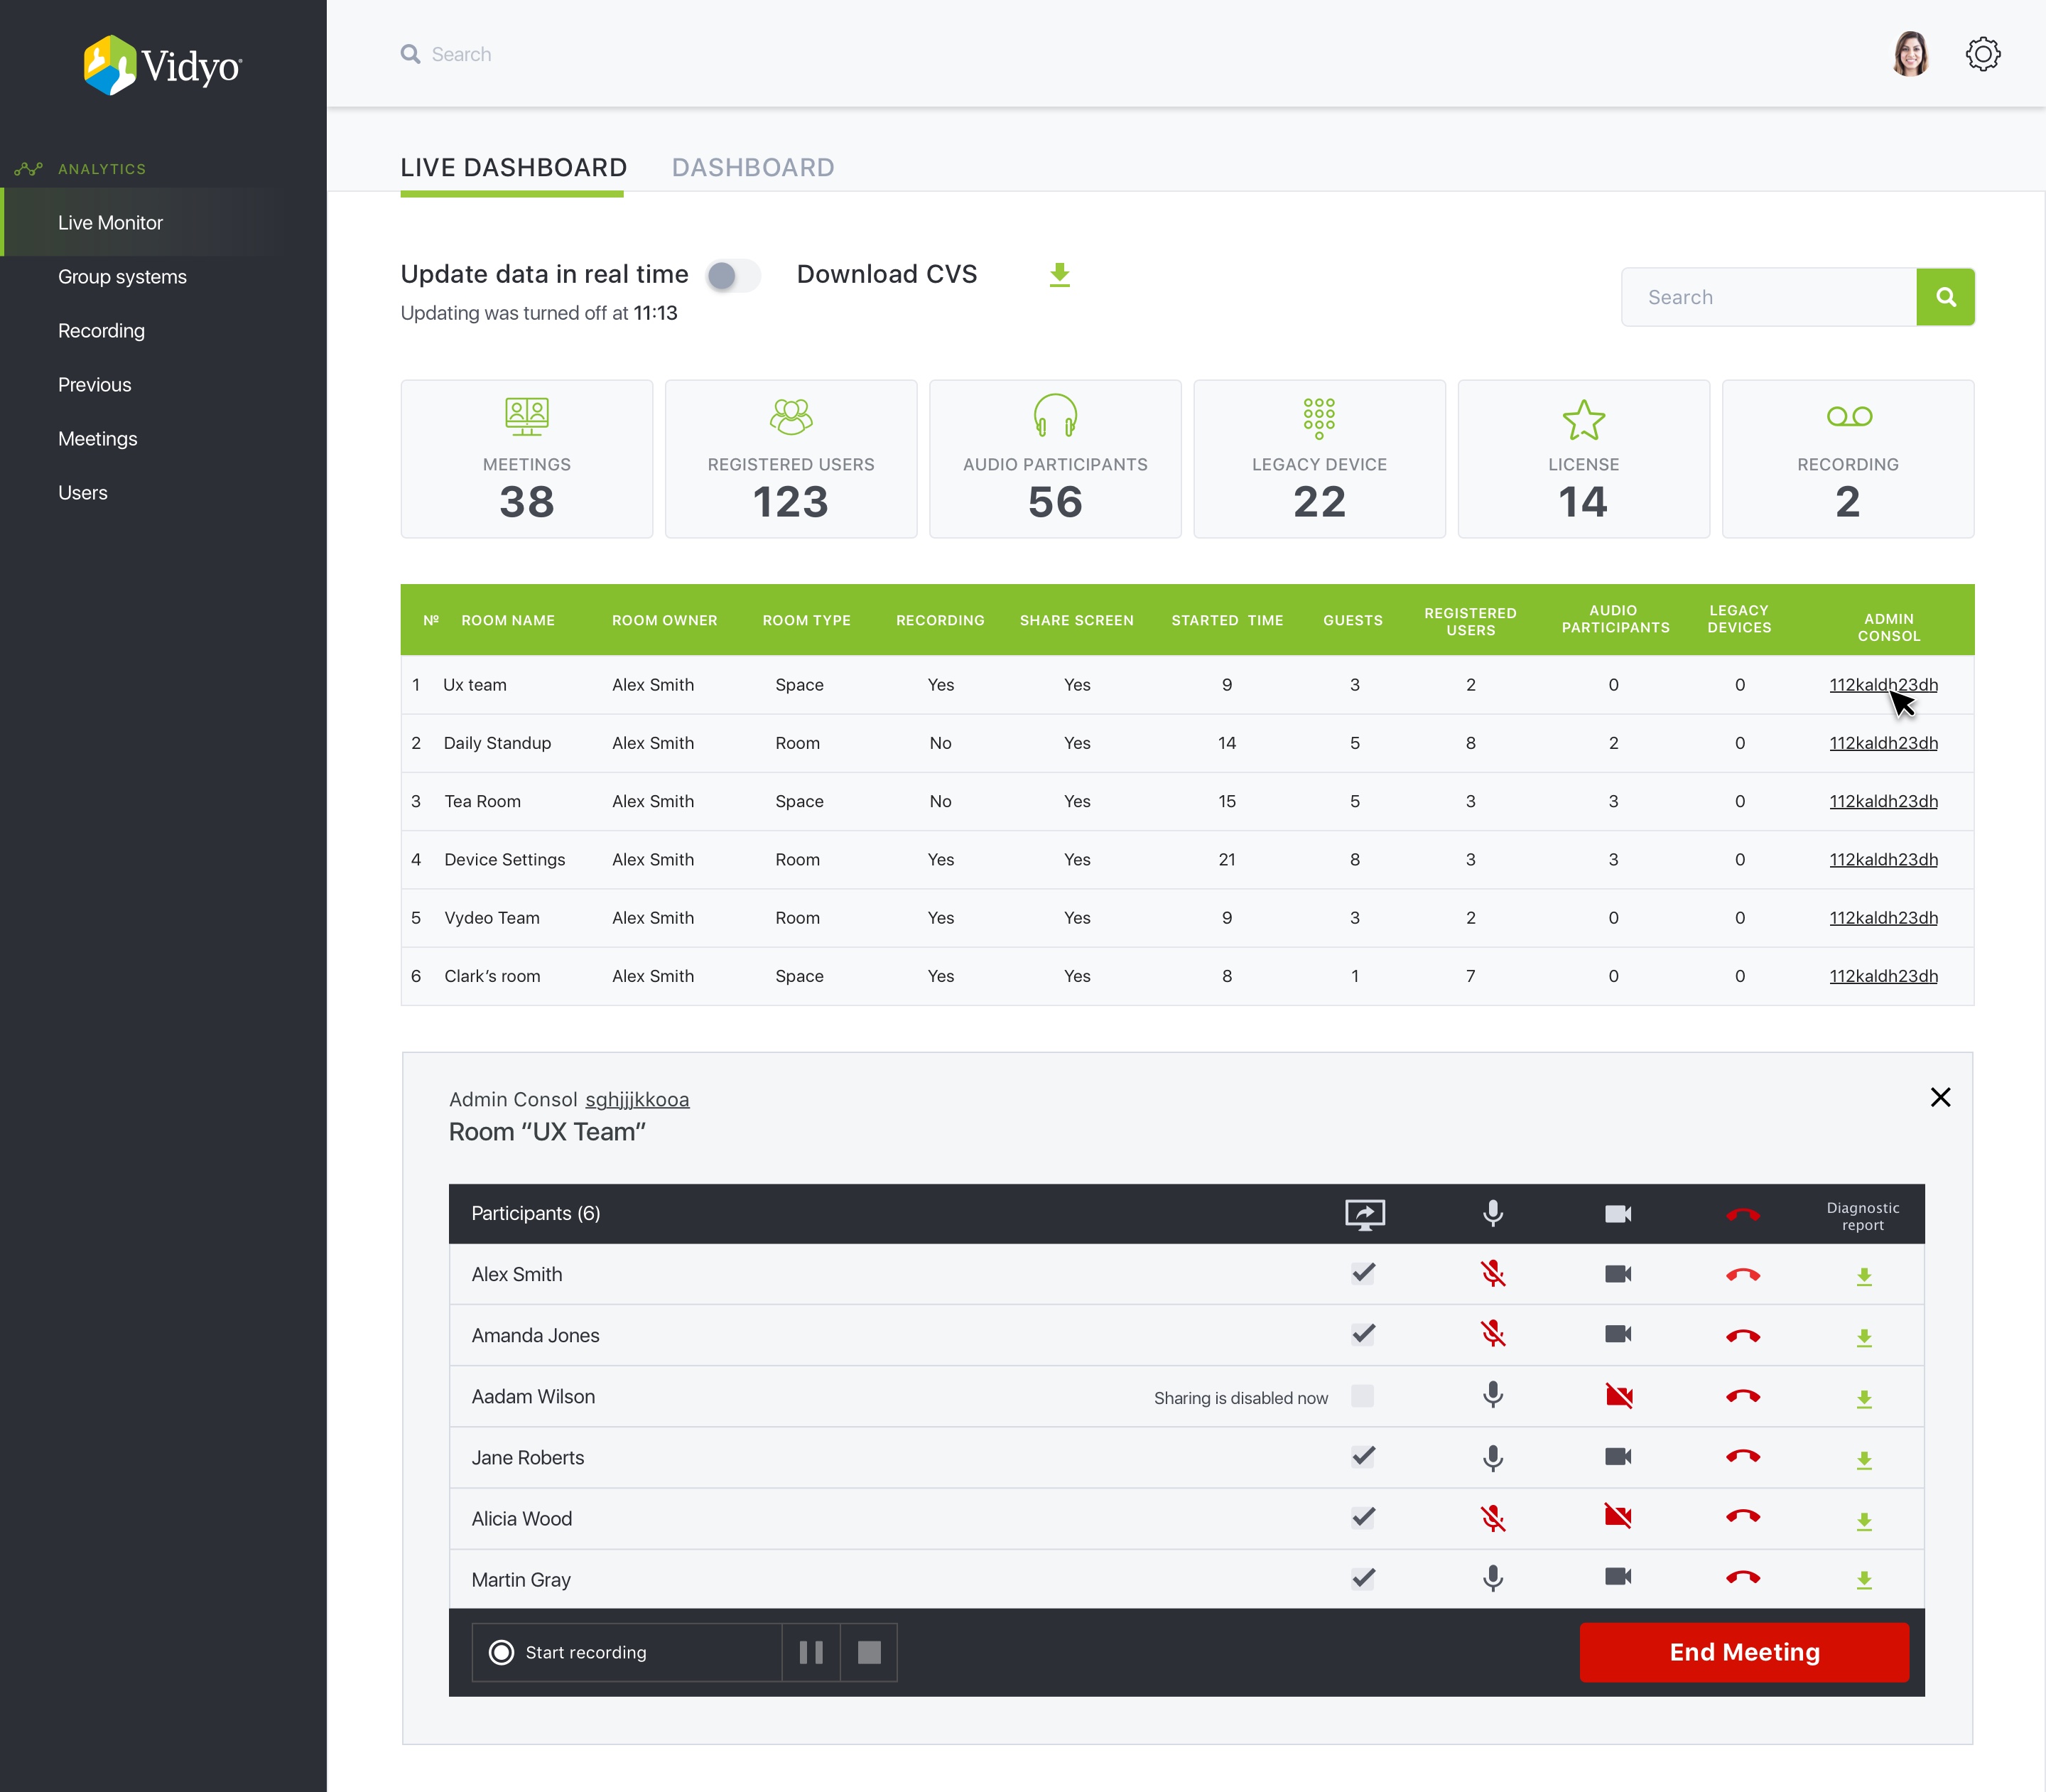 Vidyo
Search
ANALYTICS
Live Monitor
Group systems
Recording
Previous
Meetings
Users
LIVE DASHBOARD DASHBOARD
Update data in real time Download CVS
Updating was turned off at 11:13
Search
MEETINGS REGISTERED USERS AUDIO PARTICIPANTS LEGACY DEVICE LICENSE RECORDING
38 123 56 22 14 2
№ ROOM NAME ROOM OWNER ROOM TYPE RECORDING SHARE SCREEN STARTED TIME GUESTS REGISTERED USERS AUDIO PARTICIPANTS LEGACY DEVICES ADMIN CONSOL
1 Ux team Alex Smith Space Yes Yes 9 3 2 0 0 112kaldh23dh
2 Daily Standup Alex Smith Room No Yes 14 5 8 2 0 112kaldh23dh
3 Tea Room Alex Smith Space No Yes 15 5 3 3 0 112kaldh23dh
4 Device Settings Alex Smith Room Yes Yes 21 8 3 3 0 112kaldh23dh
5 Vydeo Team Alex Smith Room Yes Yes 9 3 2 0 0 112kaldh23dh
6 Clark’s room Alex Smith Space Yes Yes 8 1 7 0 0 112kaldh23dh
Admin Consol sghjjjkkooa
Room “UX Team”
Participants (6) Diagnostic report
Alex Smith
Amanda Jones
Aadam Wilson Sharing is disabled now
Jane Roberts
Alicia Wood
Martin Gray
Start recording End Meeting